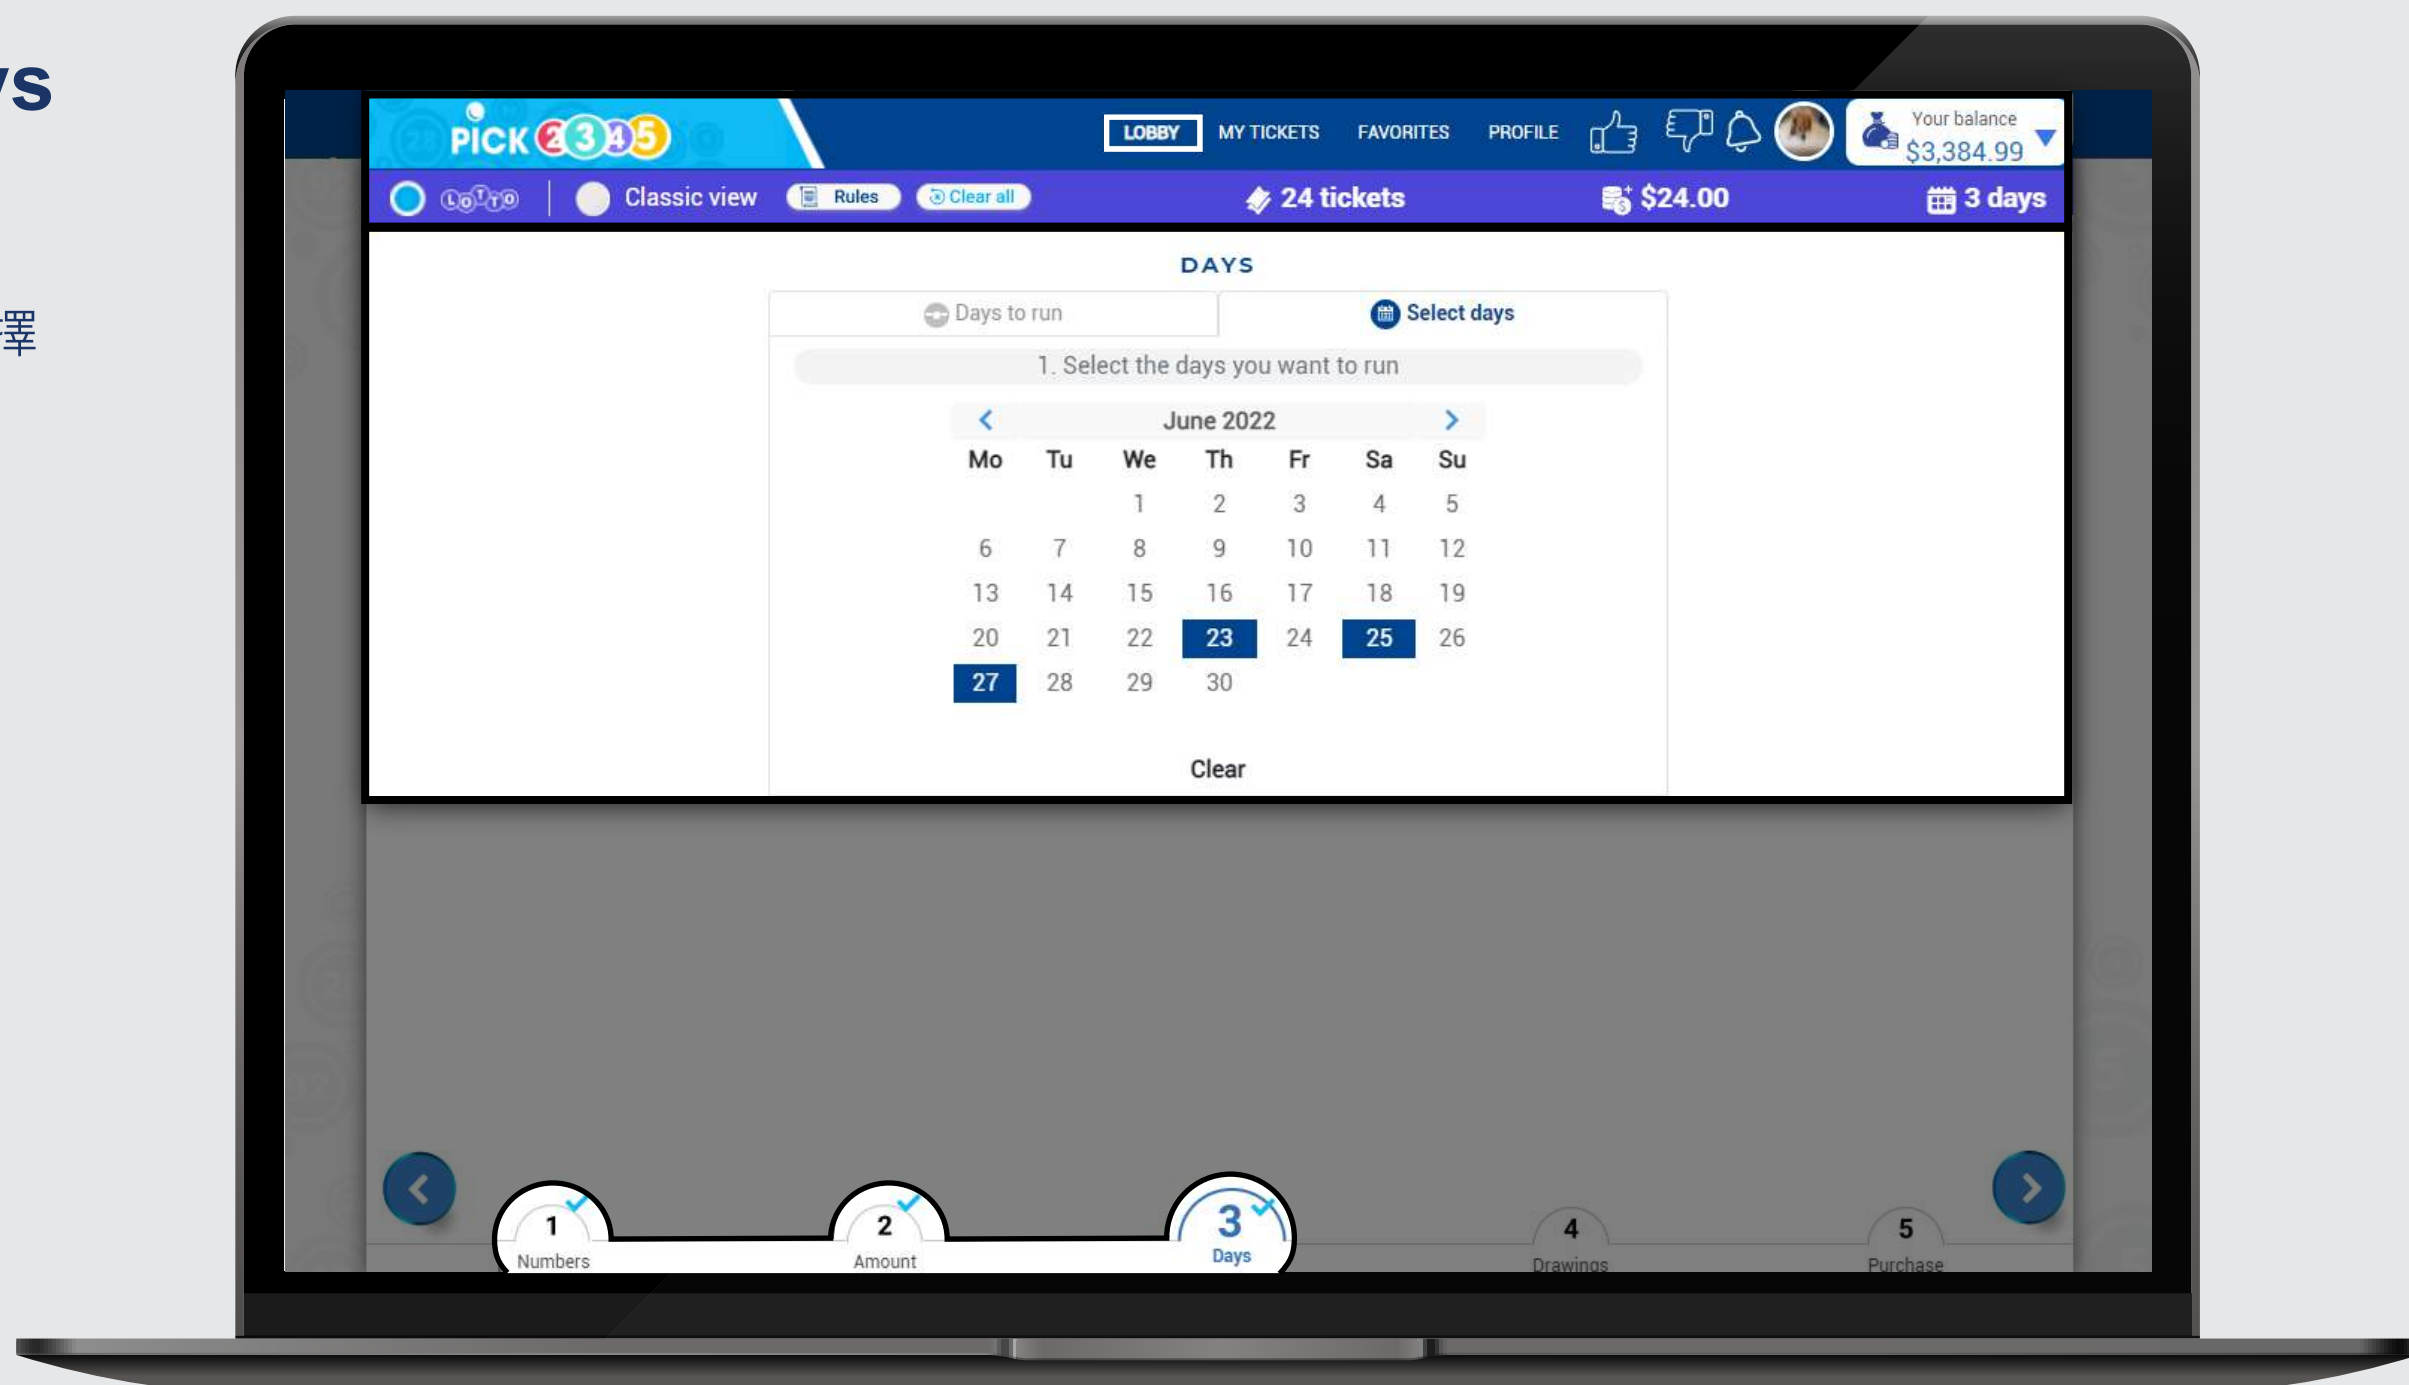 ys
擇
PICK 2345
LOBBY MY TICKETS FAVORITES PROFILE
Your balance
$3,384.99
LOTTO Classic view Rules Clear all 24 tickets $24.00 3 days
DAYS
Days to run Select days
1. Select the days you want to run
June 2022
Mo Tu We Th Fr Sa Su
1 2 3 4 5
6 7 8 9 10 11 12
13 14 15 16 17 18 19
20 21 22 23 24 25 26
27 28 29 30
Clear
1 2 3 4 5
Numbers Amount Days Drawings Purchase